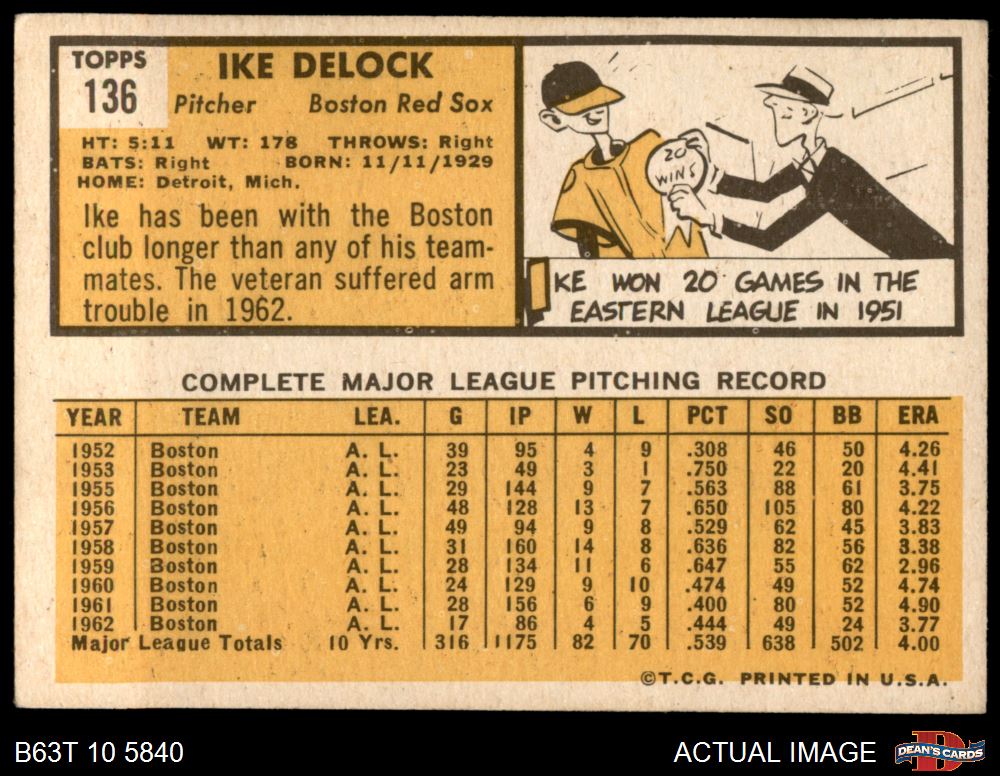 TOPPS
136
IKE DELOCK
Pitcher Boston Red Sox
HT: 5:11 WT: 178 THROWS: Right
BATS: Right BORN: 11/11/1929
HOME: Detroit, Mich.
Ike has been with the Boston
club longer than any of his team-
mates. The veteran suffered arm
trouble in 1962.
20
WINS
IKE WON 20 GAMES IN THE
EASTERN LEAGUE IN 1951
COMPLETE MAJOR LEAGUE PITCHING RECORD
YEAR TEAM LEA. G IP W L PCT SO BB ERA
1952 Boston A. L. 39 95 4 9 .308 46 50 4.26
1953 Boston A. L. 23 49 3 1 .750 22 20 4.41
1955 Boston A. L. 29 144 9 7 .563 88 61 3.75
1956 Boston A. L. 48 128 13 7 .650 105 80 4.22
1957 Boston A. L. 49 94 9 8 .529 62 45 3.83
1958 Boston A. L. 31 160 14 8 .636 82 56 3.38
1959 Boston A. L. 28 134 11 6 .647 55 62 2.96
1960 Boston A. L. 24 129 9 10 .474 49 52 4.74
1961 Boston A. L. 28 156 6 9 .400 80 52 4.90
1962 Boston A. L. 17 86 4 5 .444 49 24 3.77
Major League Totals 10 Yrs. 316 1175 82 70 .539 638 502 4.00
©T.C.G. PRINTED IN U.S.A.
B63T 10 5840
ACTUAL IMAGE
D
DEAN'S CARDS